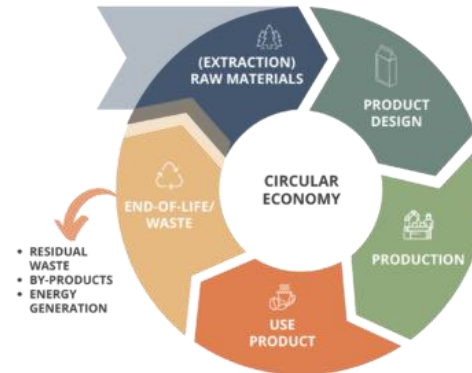 (EXTRACTION)
RAW MATERIALS
PRODUCT
DESIGN
CIRCULAR
ECONOMY
END-OF-LIFE/
WASTE
PRODUCTION
• RESIDUAL
WASTE
• BY-PRODUCTS
• ENERGY
GENERATION
USE
PRODUCT